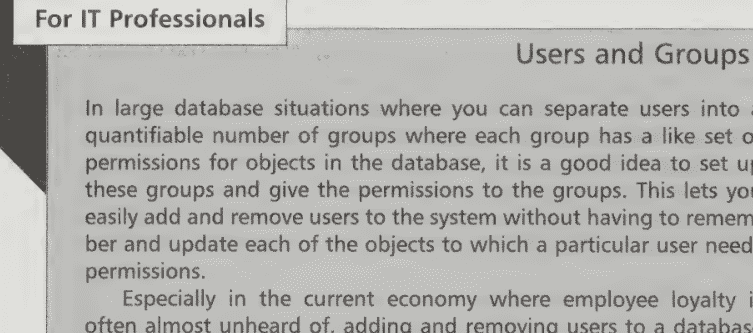 For IT Professionals
Users and Groups
In large database situations where you can separate users into a
quantifiable number of groups where each group has a like set o
permissions for objects in the database, it is a good idea to set up
these groups and give the permissions to the groups. This lets you
easily add and remove users to the system without having to remem
ber and update each of the objects to which a particular user need
permissions.
Especially in the current economy where employee loyalty i
often almost unheard of, adding and removing users to a databas